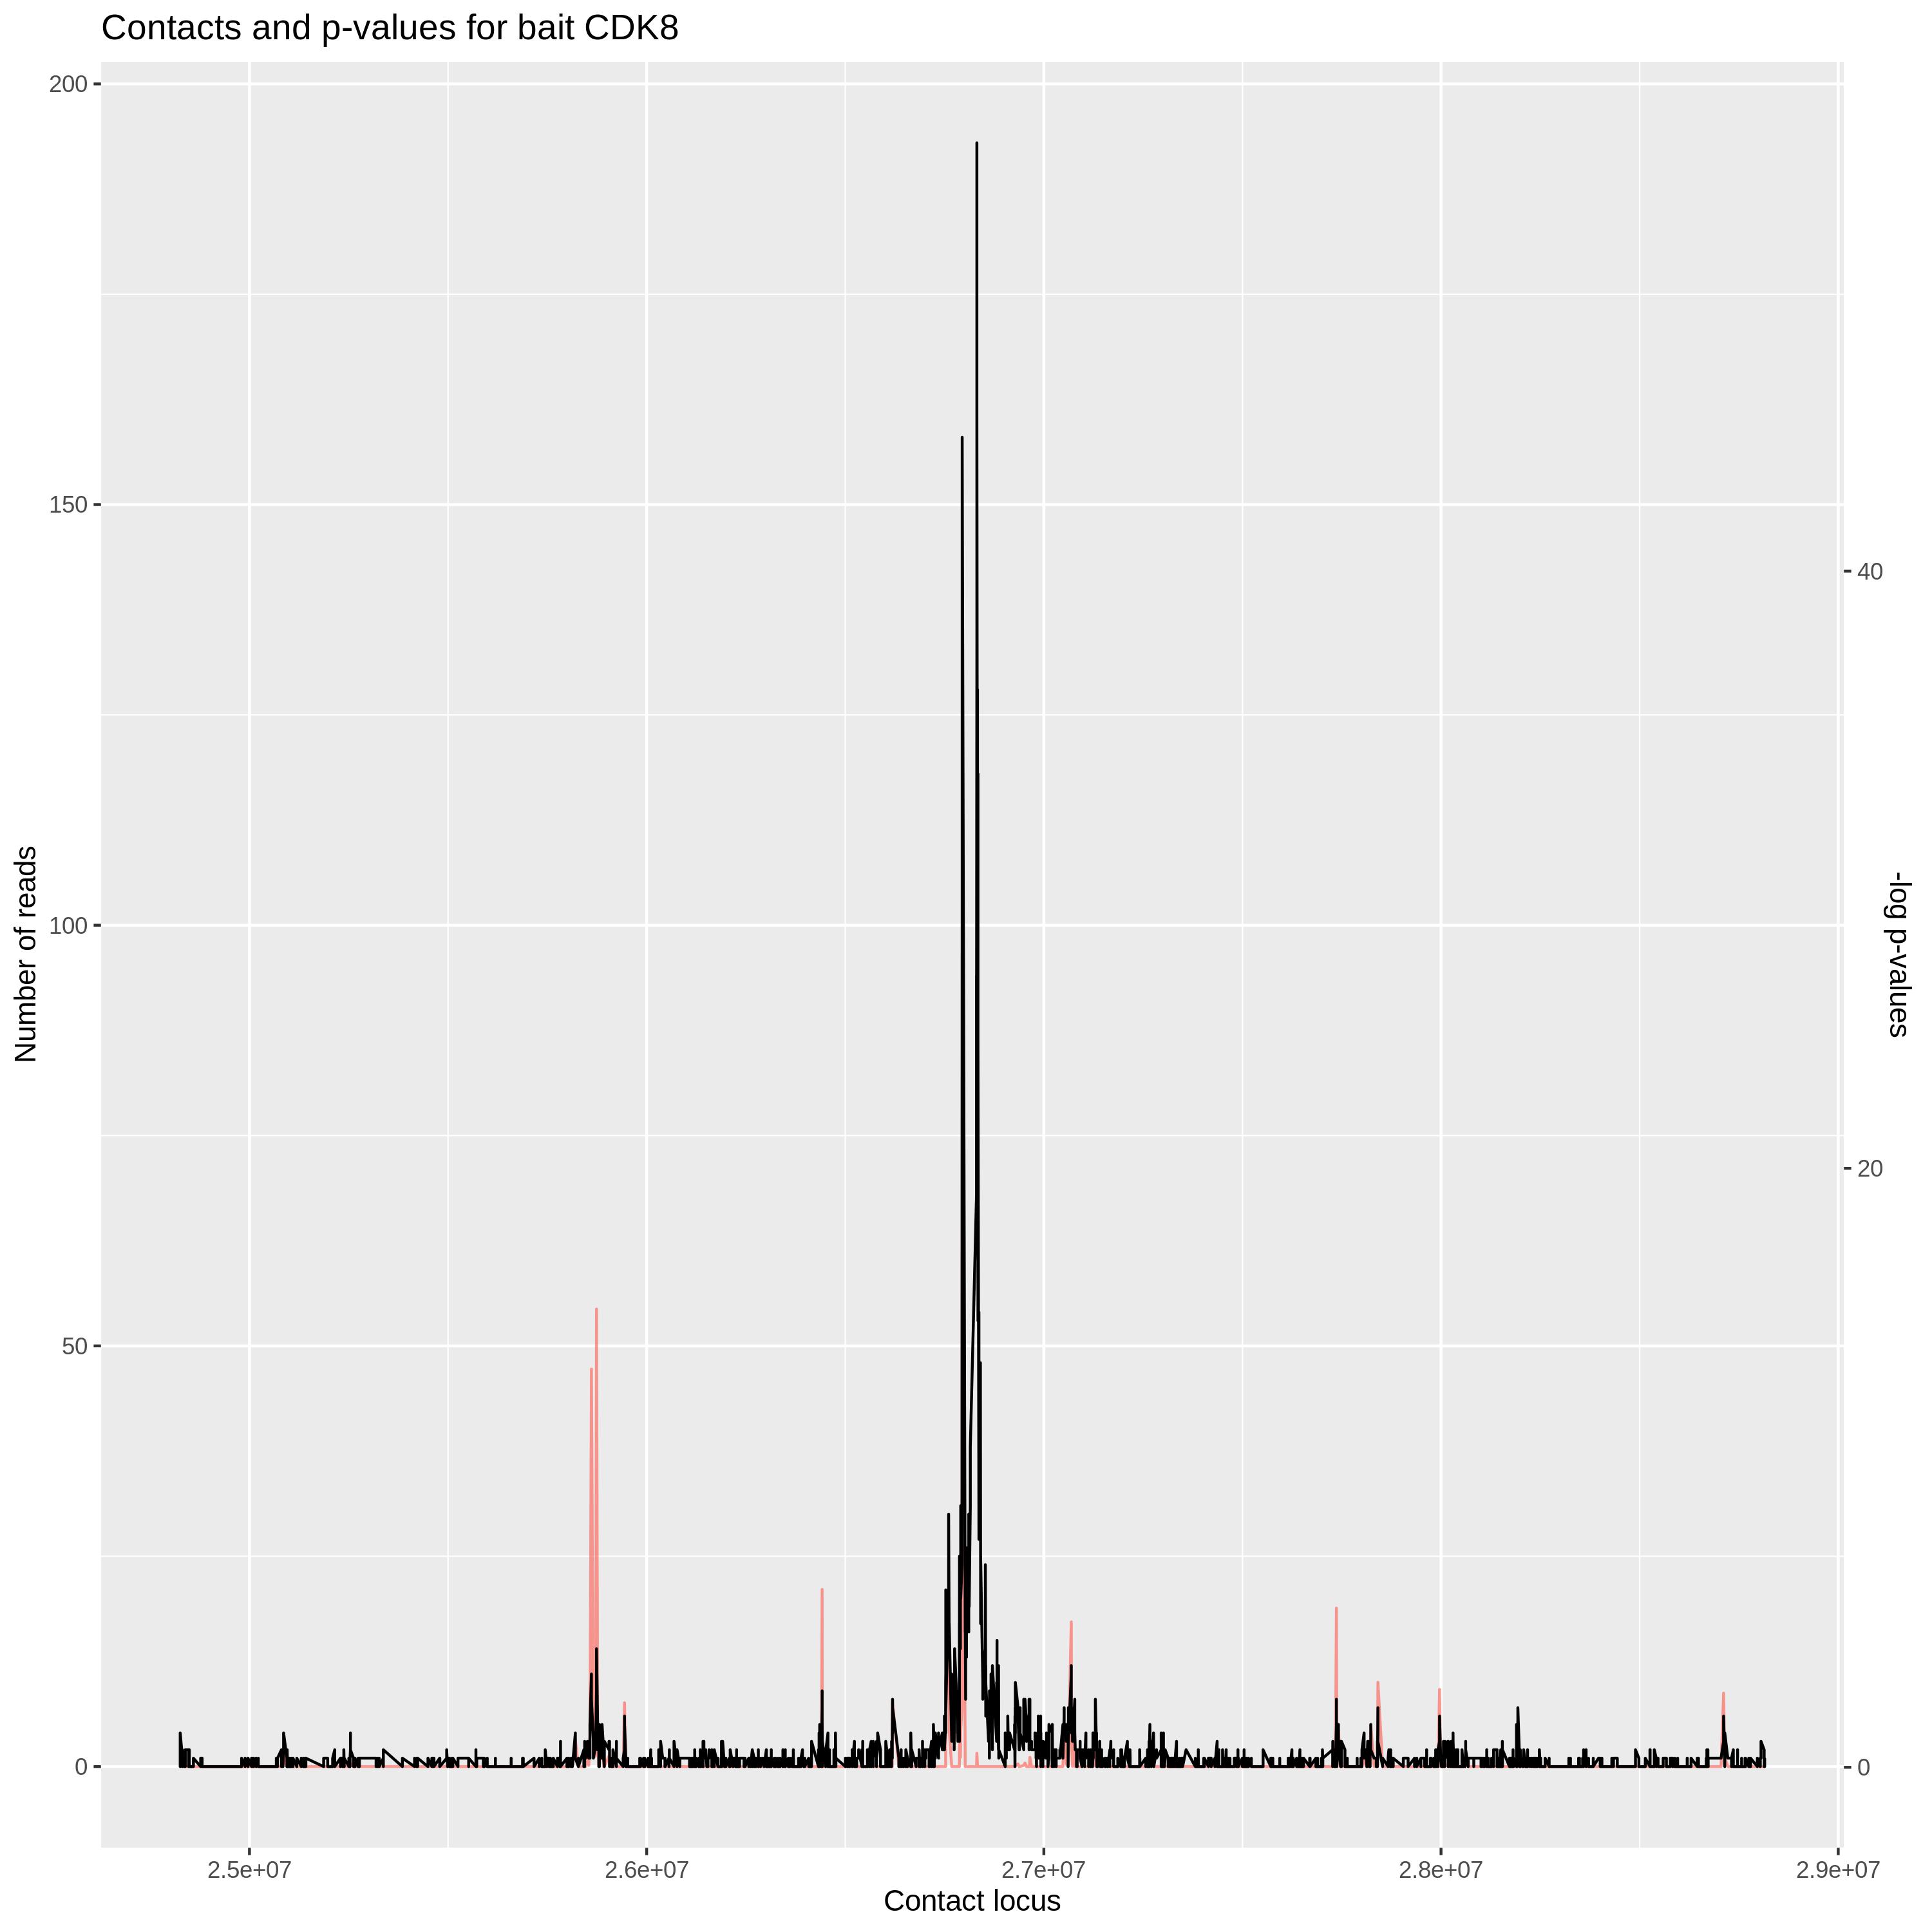 Contacts and p-values for bait CDK8
200
150
100
50
0
Number of reads
40
20
0
-log p-values
2.5e+07
2.6e+07
2.7e+07
2.8e+07
2.9e+07
Contact locus